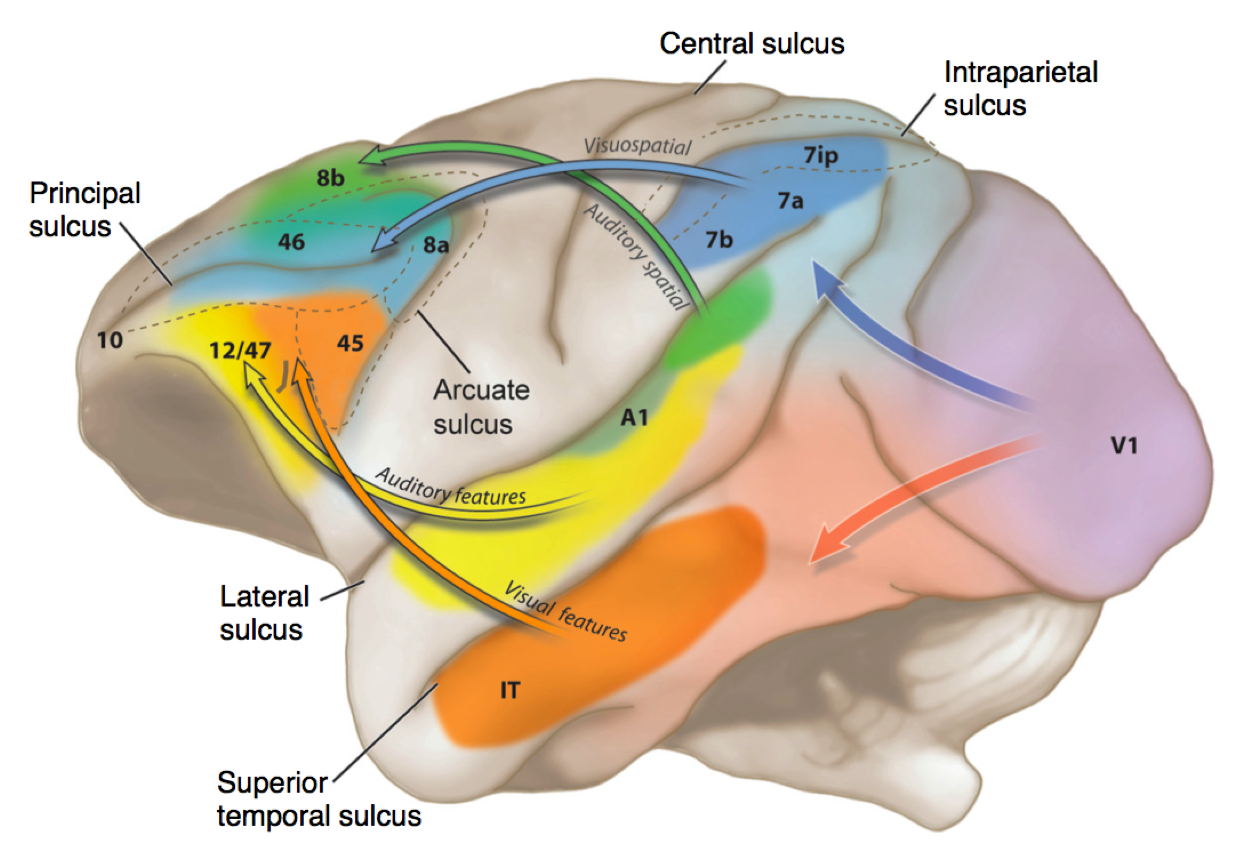 Central sulcus
Intraparietal
sulcus
Visuospatial
7ip
8b
Principal
sulcus
7a
Auditory spatial
46
8a
7b
10
12/47
45
Arcuate
sulcus
A1
V1
Auditory features
Lateral
sulcus
Visual features
IT
Superior
temporal sulcus